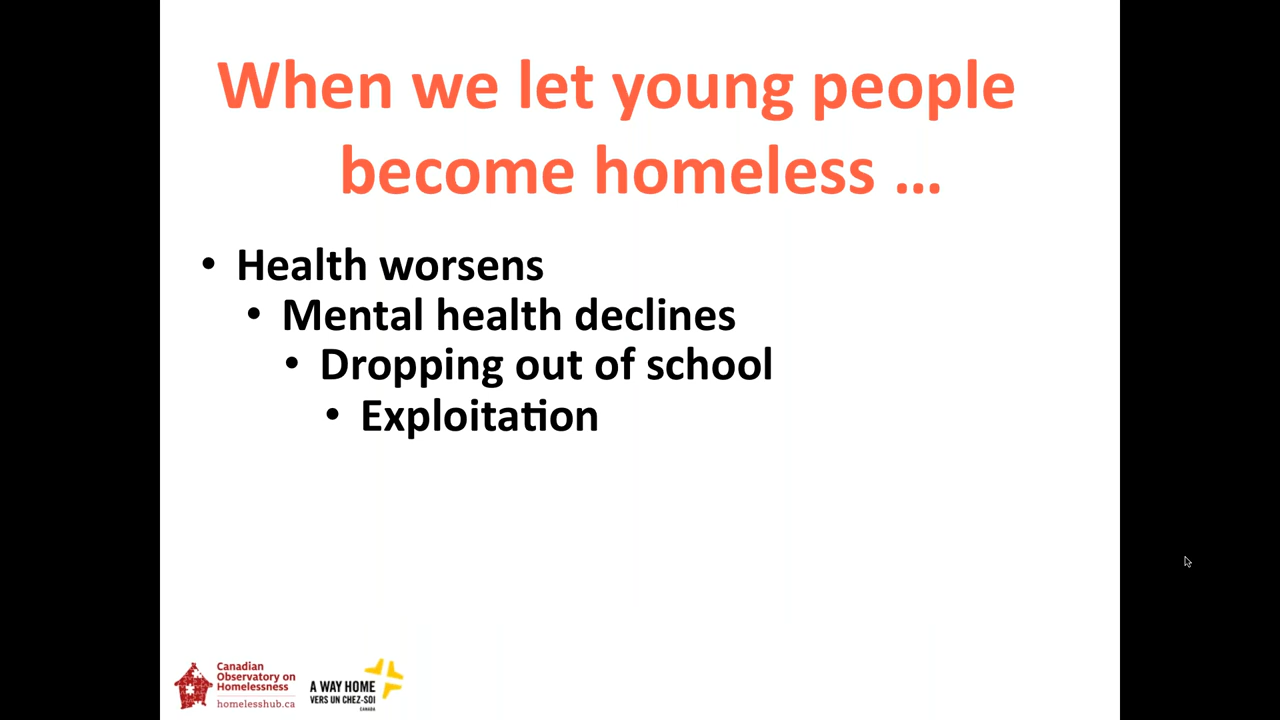 When we let young people
become homeless ...
• Health worsens
• Mental health declines
• Dropping out of school
• Exploitation
Canadian
Observatory on
Homelessness
homelesshub.ca
A WAY HOME
VERS UN CHEZ-SOI
CANADA